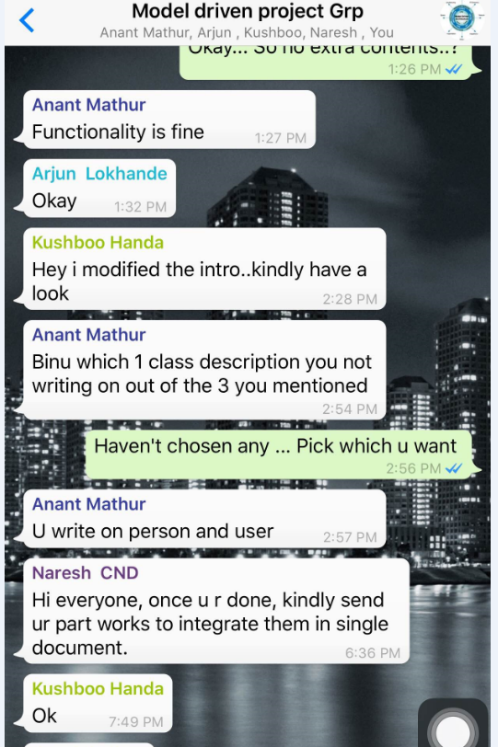 Model driven project Grp
Anant Mathur, Arjun , Kushboo, Naresh , You
Okay... So no extra contents..?
1:26 PM
Anant Mathur
Functionality is fine
1:27 PM
Arjun Lokhande
Okay
1:32 PM
Kushboo Handa
Hey i modified the intro..kindly have a
look
2:28 PM
Anant Mathur
Binu which 1 class description you not
writing on out of the 3 you mentioned
2:54 PM
Haven't chosen any ... Pick which u want
2:56 PM
Anant Mathur
U write on person and user
2:57 PM
Naresh CND
Hi everyone, once u r done, kindly send
ur part works to integrate them in single
document.
6:36 PM
Kushboo Handa
Ok
7:49 PM